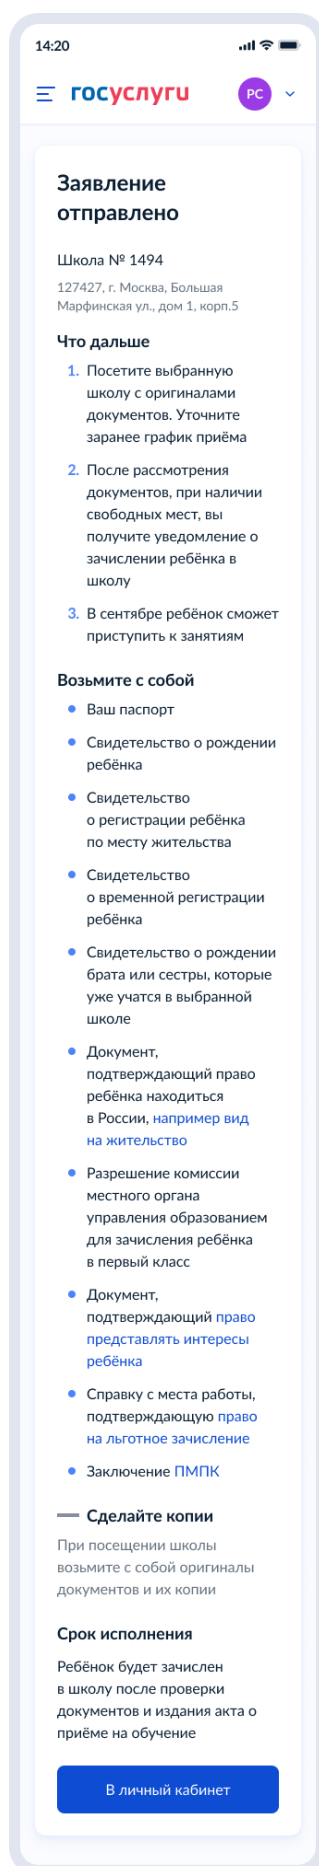 14:20
госуслуги
РС
Заявление
отправлено
Школа № 1494
127427, г. Москва, Большая
Марфинская ул., дом 1, корп.5
Что дальше
1. Посетите выбранную
школу с оригиналами
документов. Уточните
заранее график приёма
2. После рассмотрения
документов, при наличии
свободных мест, вы
получите уведомление о
зачислении ребёнка в
школу
3. В сентябре ребёнок сможет
приступить к занятиям
Возьмите с собой
• Ваш паспорт
• Свидетельство о рождении
ребёнка
• Свидетельство
о регистрации ребёнка
по месту жительства
• Свидетельство
о временной регистрации
ребёнка
• Свидетельство о рождении
брата или сестры, которые
уже учатся в выбранной
школе
• Документ,
подтверждающий право
ребёнка находиться
в России, например вид
на жительство
• Разрешение комиссии
местного органа
управления образованием
для зачисления ребёнка
в первый класс
• Документ,
подтверждающий право
представлять интересы
ребёнка
• Справку с места работы,
подтверждающую право
на льготное зачисление
• Заключение ПМПК
— Сделайте копии
При посещении школы
возьмите с собой оригиналы
документов и их копии
Срок исполнения
Ребёнок будет зачислен
в школу после проверки
документов и издания акта о
приёме на обучение
В личный кабинет